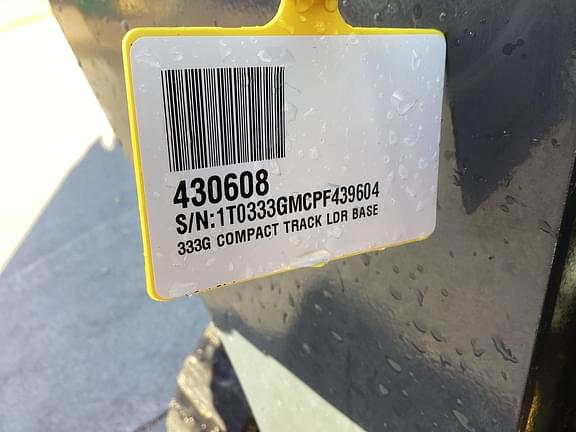 430608
S/N:1T0333GMCPF439604
333G COMPACT TRACK LDR BASE